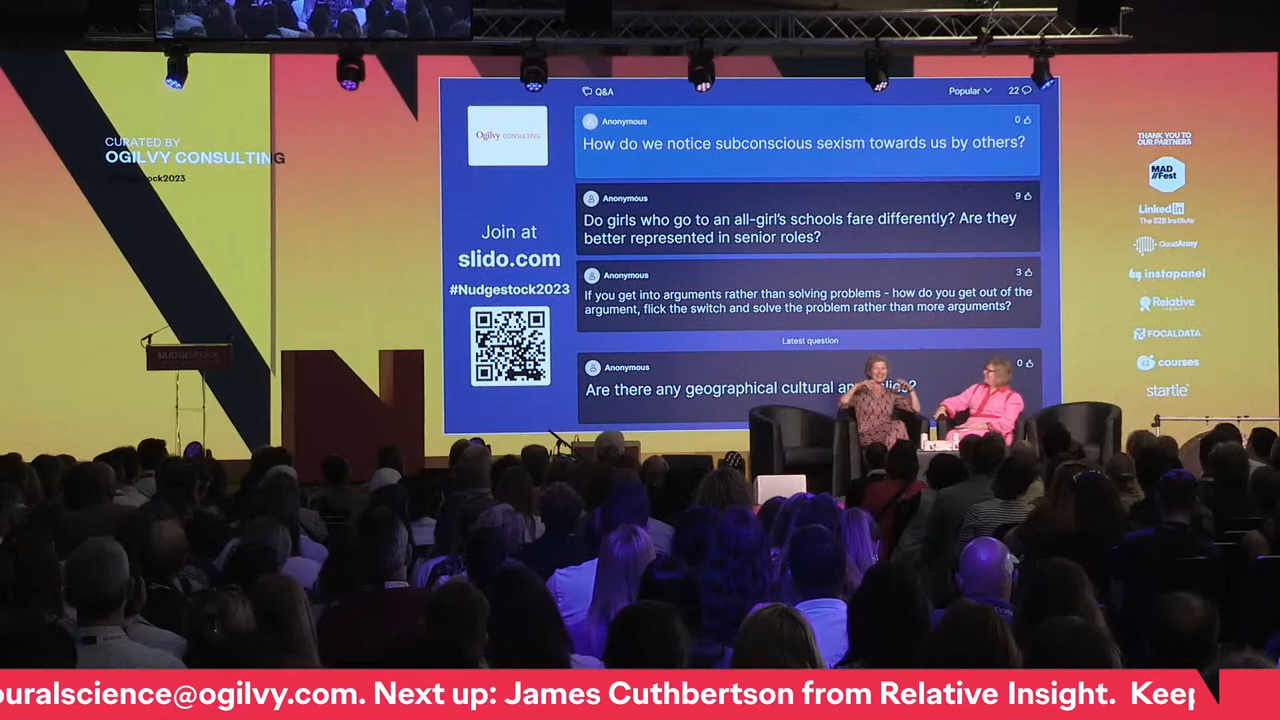 CURATED BY
OGILVY CONSULTING
NUDGESTOCK
Ogilvy CONSULTING
Join at
slido.com
#Nudgestock2023
Q&A
Popular
22
Anonymous
0
How do we notice subconscious sexism towards us by others?
Anonymous
9
Do girls who go to an all-girl's schools fare differently? Are they
better represented in senior roles?
Anonymous
3
If you get into arguments rather than solving problems - how do you get out of the
argument, flick the switch and solve the problem rather than more arguments?
Latest question
Anonymous
0
Are there any geographical cultural
THANK YOU TO
OUR PARTNERS
MAD
//Fest
LinkedIn
The B2B Institute
CloudArmy
instapanel
Relative
INSIGHT
FOCALDATA
42 courses
startle
ouralscience@ogilvy.com. Next up: James Cuthbertson from Relative Insight. Keep